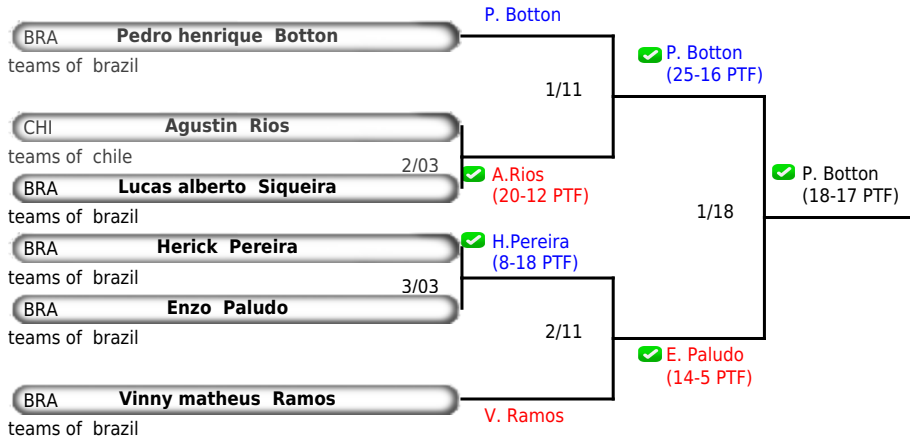 P. Botton
BRA Pedro henrique Botton
teams of brazil
P. Botton
(25-16 PTF)
1/11
CHI Agustin Rios
teams of chile
2/03
A.Rios
(20-12 PTF)
BRA Lucas alberto Siqueira
teams of brazil
P. Botton
(18-17 PTF)
1/18
BRA Herick Pereira
teams of brazil
H.Pereira
(8-18 PTF)
3/03
BRA Enzo Paludo
teams of brazil
2/11
E. Paludo
(14-5 PTF)
BRA Vinny matheus Ramos
teams of brazil
V. Ramos